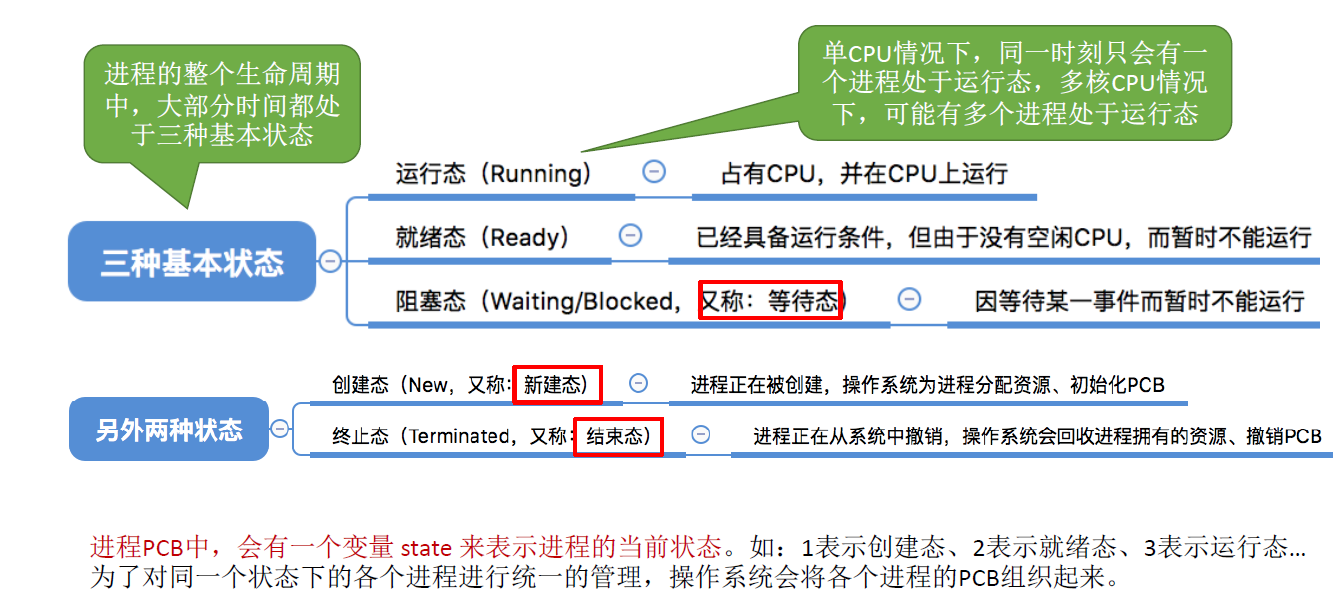 进程的整个生命周期
中，大部分时间都处
于三种基本状态
单CPU情况下，同一时刻只会有一
个进程处于运行态，多核CPU情况
下，可能有多个进程处于运行态
三种基本状态
运行态（Running） 占有CPU，并在CPU上运行
就绪态（Ready） 已经具备运行条件，但由于没有空闲CPU，而暂时不能运行
阻塞态（Waiting/Blocked，又称：等待态） 因等待某一事件而暂时不能运行
另外两种状态
创建态（New，又称：新建态） 进程正在被创建，操作系统为进程分配资源、初始化PCB
终止态（Terminated，又称：结束态） 进程正在从系统中撤销，操作系统会回收进程拥有的资源、撤销PCB
进程PCB中，会有一个变量 state 来表示进程的当前状态。如：1表示创建态、2表示就绪态、3表示运行态...
为了对同一个状态下的各个进程进行统一的管理，操作系统会将各个进程的PCB组织起来。